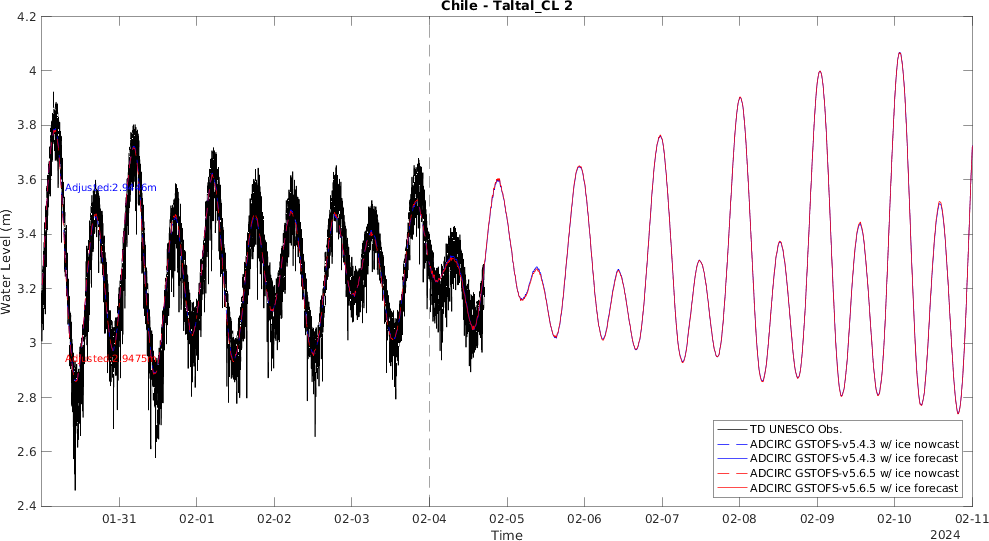 Chile - Taltal_CL 2
4.2
4
3.8
3.6
3.4
3.2
3
2.8
2.6
2.4
Water Level (m)
01-31
02-01
02-02
02-03
02-04
02-05
02-06
02-07
02-08
02-09
02-10
02-11
Time
2024
TD UNESCO Obs.
ADCIRC GSTOFS-v5.4.3 w/ ice nowcast
ADCIRC GSTOFS-v5.4.3 w/ ice forecast
ADCIRC GSTOFS-v5.6.5 w/ ice nowcast
ADCIRC GSTOFS-v5.6.5 w/ ice forecast